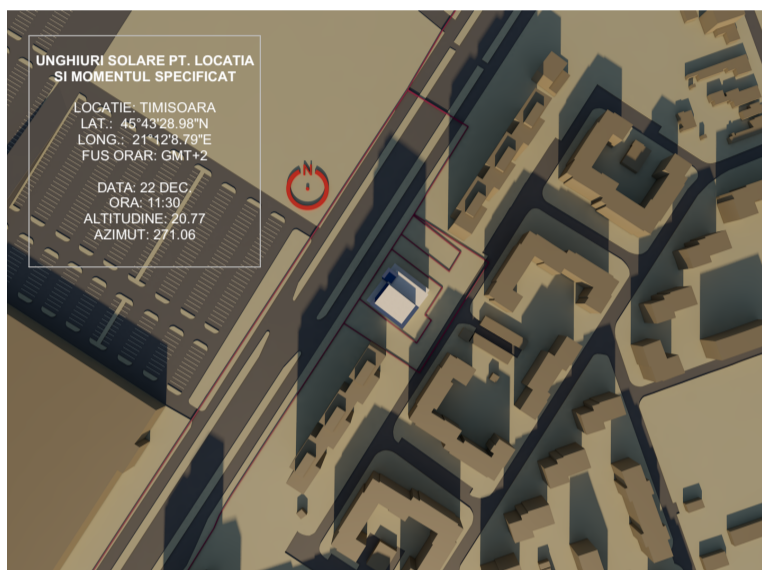 UNGHIURI SOLARE PT. LOCATIA
SI MOMENTUL SPECIFICAT
LOCATIE: TIMISOARA
LAT.: 45°43'28.98"N
LONG.: 21°12'8.79"E
FUS ORAR: GMT+2
DATA: 22 DEC.
ORA: 11:30
ALTITUDINE: 20.77
AZIMUT: 271.06
N